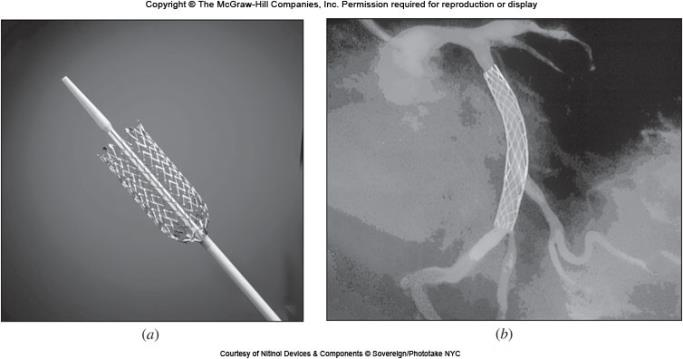 Copyright © The McGraw-Hill Companies, Inc. Permission required for reproduction or display
(a)
(b)
Courtesy of Nitinol Devices & Components © Sovereign/Phototake NYC